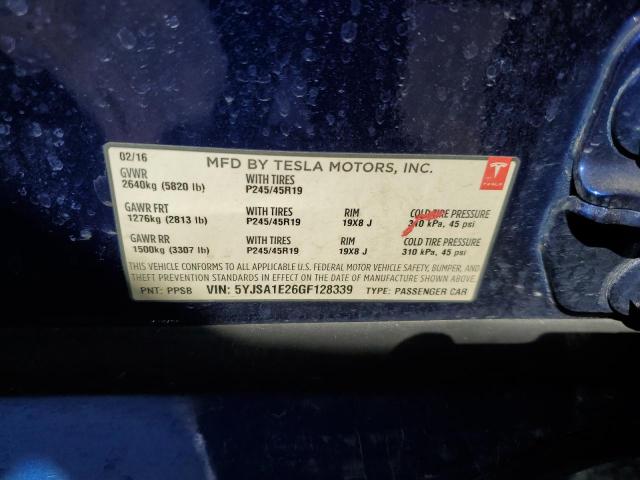 02/16 MFD BY TESLA MOTORS, INC.
GVWR WITH TIRES
2640kg (5820 lb) P245/45R19
TESLA
GAWR FRT WITH TIRES RIM COLD TIRE PRESSURE
1276kg (2813 lb) P245/45R19 19X8 J 310 kPa, 45 psi
GAWR RR WITH TIRES RIM COLD TIRE PRESSURE
1500kg (3307 lb) P245/45R19 19X8 J 310 kPa, 45 psi
THIS VEHICLE CONFORMS TO ALL APPLICABLE U.S. FEDERAL MOTOR VEHICLE SAFETY, BUMPER, AND
THEFT PREVENTION STANDARDS IN EFFECT ON THE DATE OF MANUFACTURE SHOWN ABOVE.
PNT: PPSB VIN: 5YJSA1E26GF128339 TYPE: PASSENGER CAR